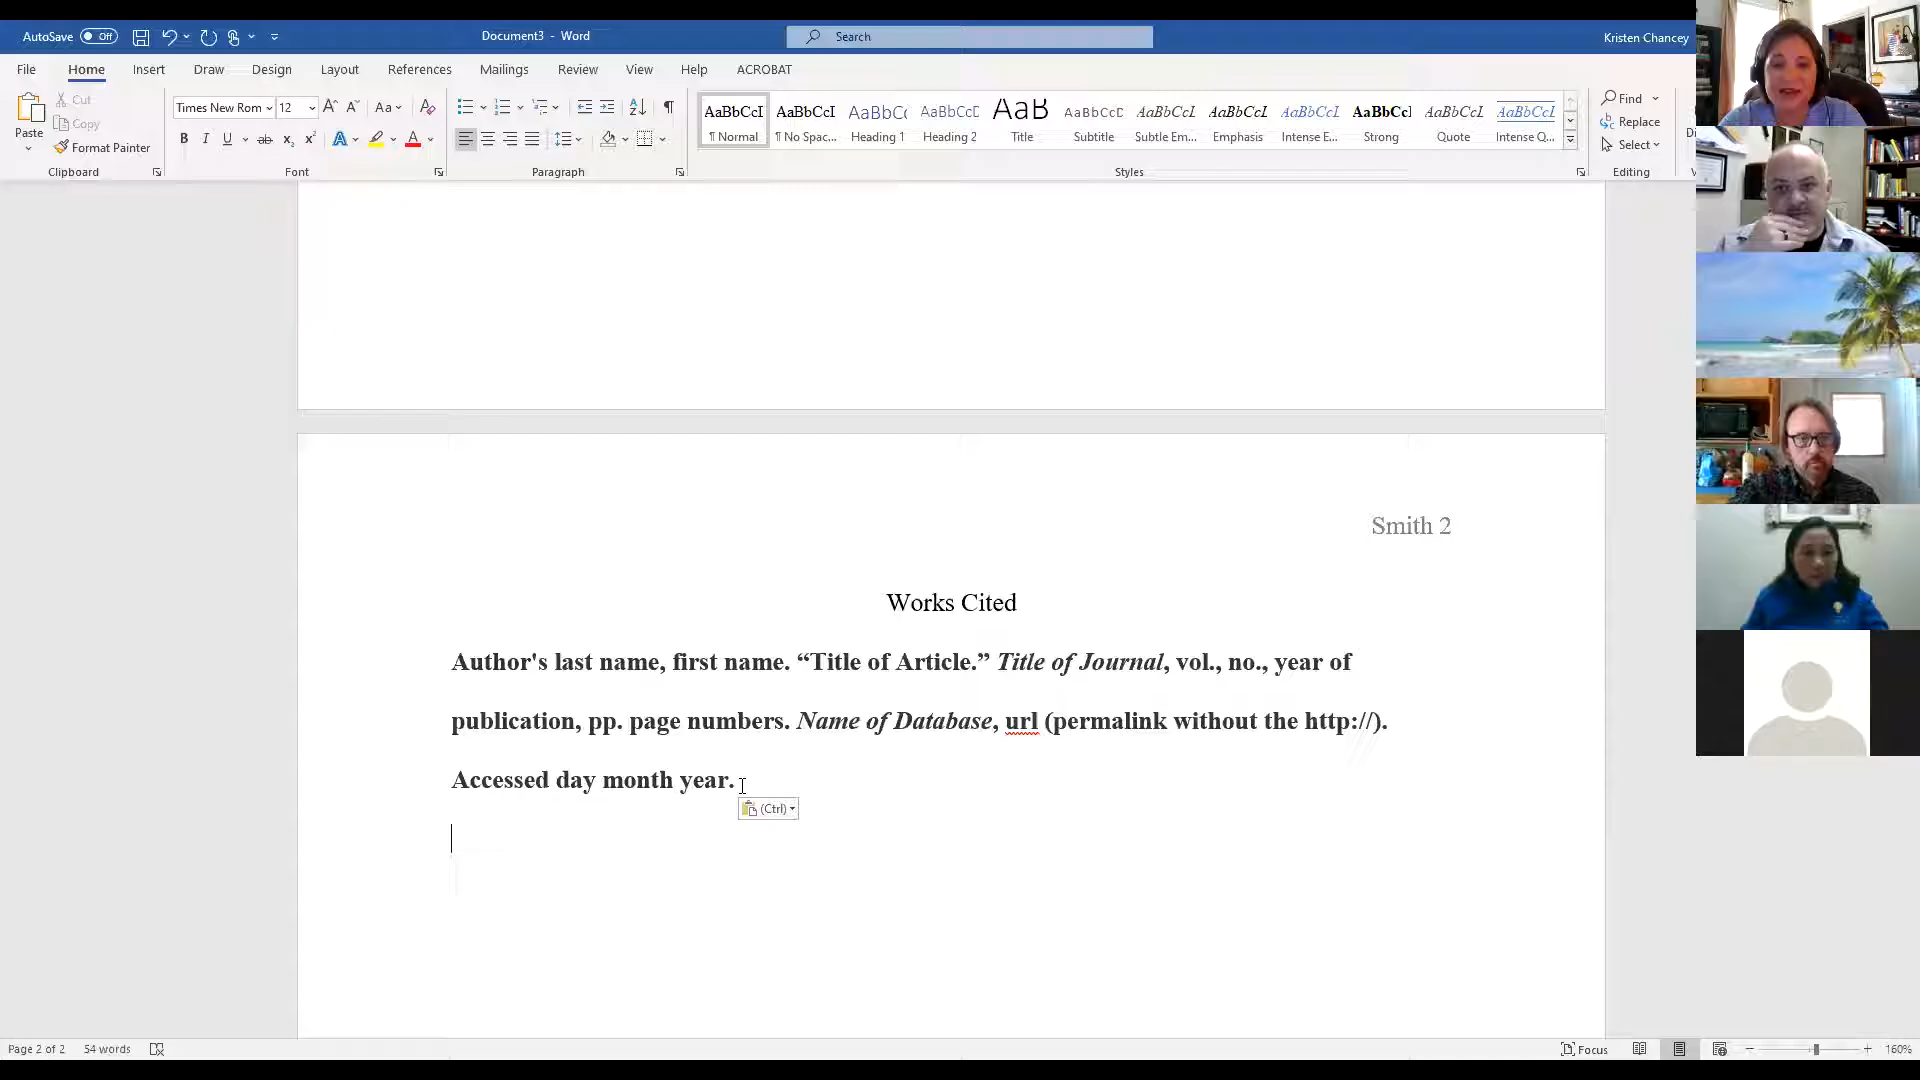 AutoSave Off Document3 - Word Search Kristen Chancey
File Home Insert Draw Design Layout References Mailings Review View Help ACROBAT
Paste Cut Copy Format Painter Clipboard
Times New Rom 12 Font
Paragraph
AaBbCcI AaBbCcI AaBbCc AaBbCcD AaB AaBbCcD AaBbCcI AaBbCcI AaBbCcI AaBbCcI AaBbCcI AaBbCcI
¶ Normal ¶ No Spac... Heading 1 Heading 2 Title Subtitle Subtle Em... Emphasis Intense E... Strong Quote Intense Q...
Styles
Find
Replace
Select
Editing
Smith 2
Works Cited
Author's last name, first name. “Title of Article.” Title of Journal, vol., no., year of
publication, pp. page numbers. Name of Database, url (permalink without the http://).
Accessed day month year.
(Ctrl)
Page 2 of 2 54 words Focus 160%